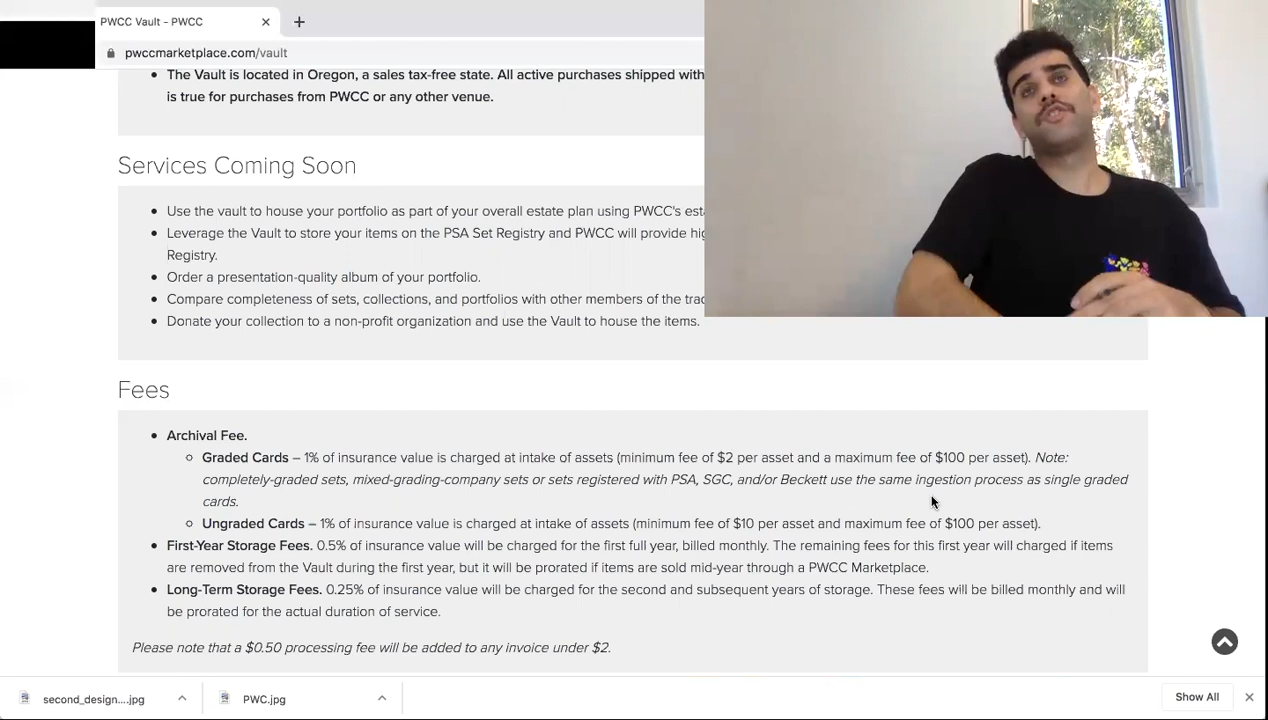 PWCC Vault - PWCC
pwccmarketplace.com/vault
• The Vault is located in Oregon, a sales tax-free state. All active purchases shipped with
is true for purchases from PWCC or any other venue.
Services Coming Soon
• Use the vault to house your portfolio as part of your overall estate plan using PWCC's
• Leverage the Vault to store your items on the PSA Set Registry and PWCC will provide
Registry.
• Order a presentation-quality album of your portfolio.
• Compare completeness of sets, collections, and portfolios with other members of the
• Donate your collection to a non-profit organization and use the Vault to house the items.
Fees
• Archival Fee.
○ Graded Cards – 1% of insurance value is charged at intake of assets (minimum fee of $2 per asset and a maximum fee of $100 per asset). Note:
completely-graded sets, mixed-grading-company sets or sets registered with PSA, SGC, and/or Beckett use the same ingestion process as single graded
cards.
○ Ungraded Cards – 1% of insurance value is charged at intake of assets (minimum fee of $10 per asset and maximum fee of $100 per asset).
• First-Year Storage Fees. 0.5% of insurance value will be charged for the first full year, billed monthly. The remaining fees for this first year will charged if items
are removed from the Vault during the first year, but it will be prorated if items are sold mid-year through a PWCC Marketplace.
• Long-Term Storage Fees. 0.25% of insurance value will be charged for the second and subsequent years of storage. These fees will be billed monthly and will
be prorated for the actual duration of service.
Please note that a $0.50 processing fee will be added to any invoice under $2.
second_design....jpg
PWC.jpg
Show All